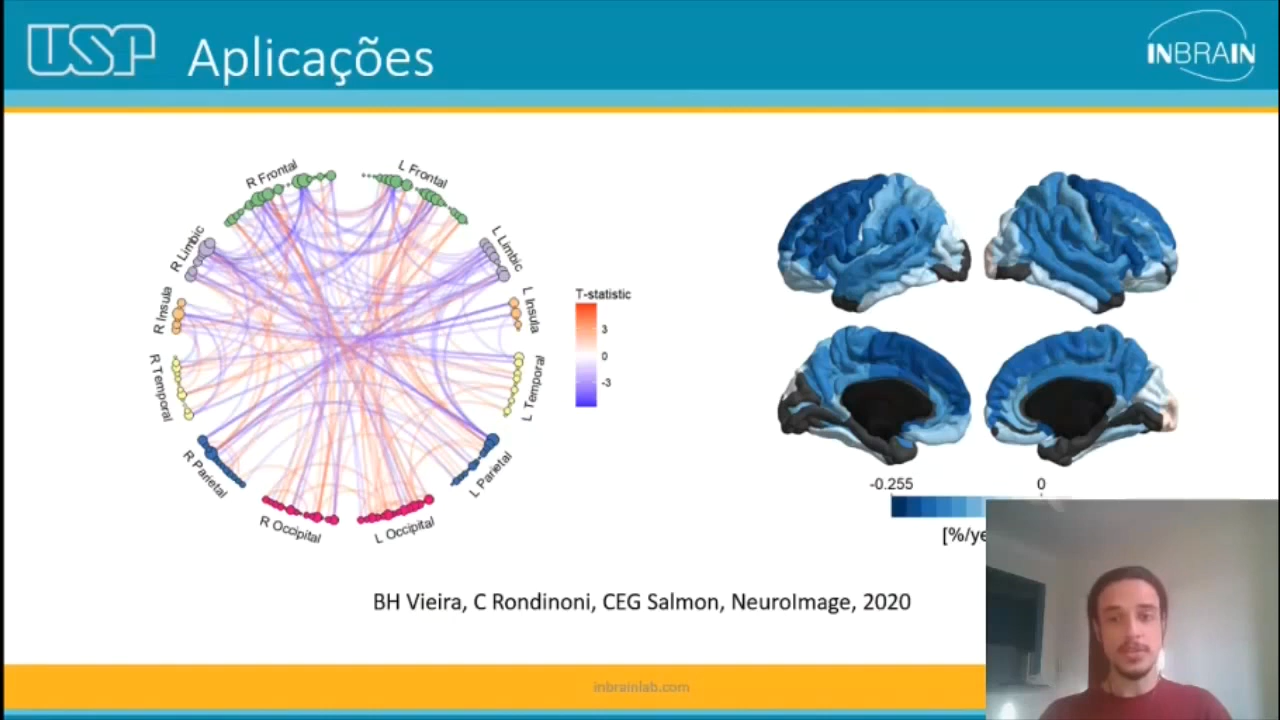 USP
Aplicações
INBRAIN
R Frontal
L Frontal
R Limbic
L Limbic
R Insula
L Insula
R Temporal
L Temporal
R Parietal
L Parietal
R Occipital
L Occipital
T-statistic
3
0
-3
-0.255
0
[%/ye
BH Vieira, C Rondinoni, CEG Salmon, NeuroImage, 2020
inbrainlab.com